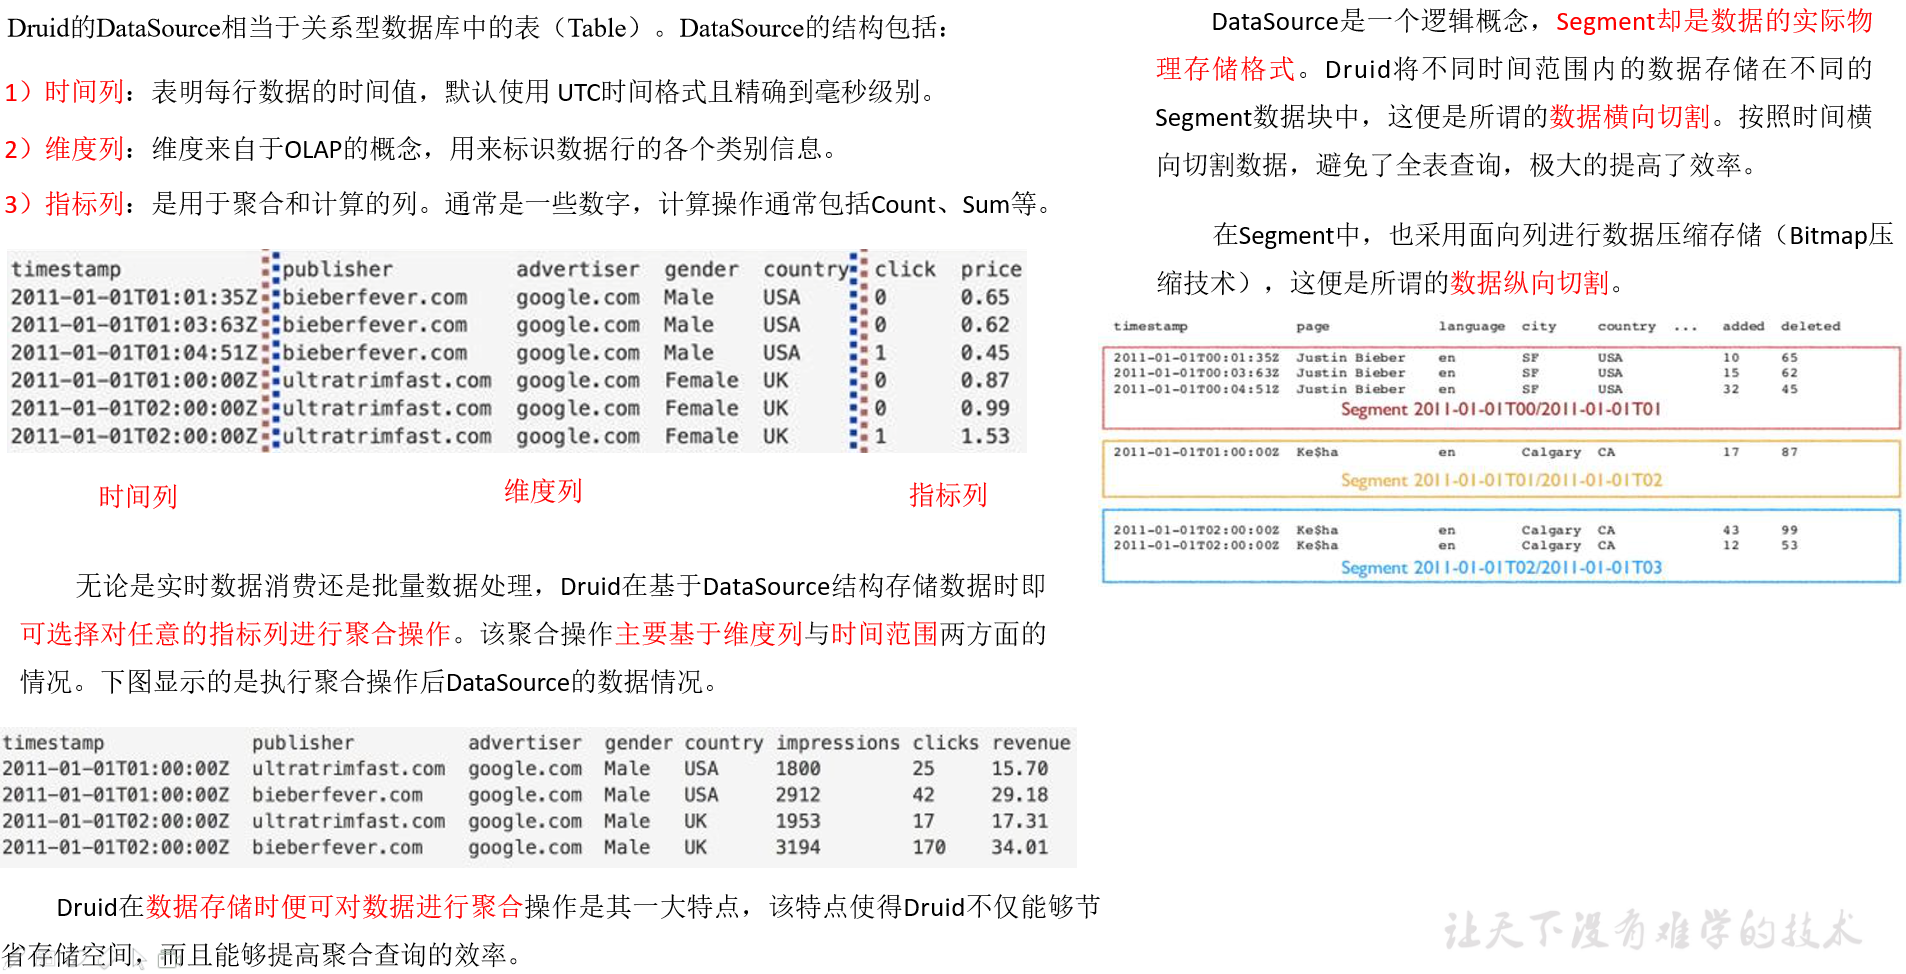 Druid的DataSource相当于关系型数据库中的表（Table）。DataSource的结构包括：
1）时间列：表明每行数据的时间值，默认使用 UTC时间格式且精确到毫秒级别。
2）维度列：维度来自于OLAP的概念，用来标识数据行的各个类别信息。
3）指标列：是用于聚合和计算的列。通常是一些数字，计算操作通常包括Count、Sum等。
timestamp publisher advertiser gender country click price
2011-01-01T01:01:35Z bieberfever.com google.com Male USA 0 0.65
2011-01-01T01:03:63Z bieberfever.com google.com Male USA 0 0.62
2011-01-01T01:04:51Z bieberfever.com google.com Male USA 1 0.45
2011-01-01T01:00:00Z ultratrimfast.com google.com Female UK 0 0.87
2011-01-01T02:00:00Z ultratrimfast.com google.com Female UK 0 0.99
2011-01-01T02:00:00Z ultratrimfast.com google.com Female UK 1 1.53
时间列 维度列 指标列
无论是实时数据消费还是批量数据处理，Druid在基于DataSource结构存储数据时即
可选择对任意的指标列进行聚合操作。该聚合操作主要基于维度列与时间范围两方面的
情况。下图显示的是执行聚合操作后DataSource的数据情况。
timestamp publisher advertiser gender country impressions clicks revenue
2011-01-01T01:00:00Z ultratrimfast.com google.com Male USA 1800 25 15.70
2011-01-01T01:00:00Z bieberfever.com google.com Male USA 2912 42 29.18
2011-01-01T02:00:00Z ultratrimfast.com google.com Male UK 1953 17 17.31
2011-01-01T02:00:00Z bieberfever.com google.com Male UK 3194 170 34.01
Druid在数据存储时便可对数据进行聚合操作是其一大特点，该特点使得Druid不仅能够节
省存储空间，而且能够提高聚合查询的效率。
DataSource是一个逻辑概念，Segment却是数据的实际物
理存储格式。Druid将不同时间范围内的数据存储在不同的
Segment数据块中，这便是所谓的数据横向切割。按照时间横
向切割数据，避免了全表查询，极大的提高了效率。
在Segment中，也采用面向列进行数据压缩存储（Bitmap压
缩技术），这便是所谓的数据纵向切割。
timestamp page language city country ... added deleted
2011-01-01T00:01:35Z Justin Bieber en SF USA 10 65
2011-01-01T00:03:63Z Justin Bieber en SF USA 15 62
2011-01-01T00:04:51Z Justin Bieber en SF USA 32 45
Segment 2011-01-01T00/2011-01-01T01
2011-01-01T01:00:00Z Ke$ha en Calgary CA 17 87
Segment 2011-01-01T01/2011-01-01T02
2011-01-01T02:00:00Z Ke$ha en Calgary CA 43 99
2011-01-01T02:00:00Z Ke$ha en Calgary CA 12 53
Segment 2011-01-01T02/2011-01-01T03
让天下没有难学的技术